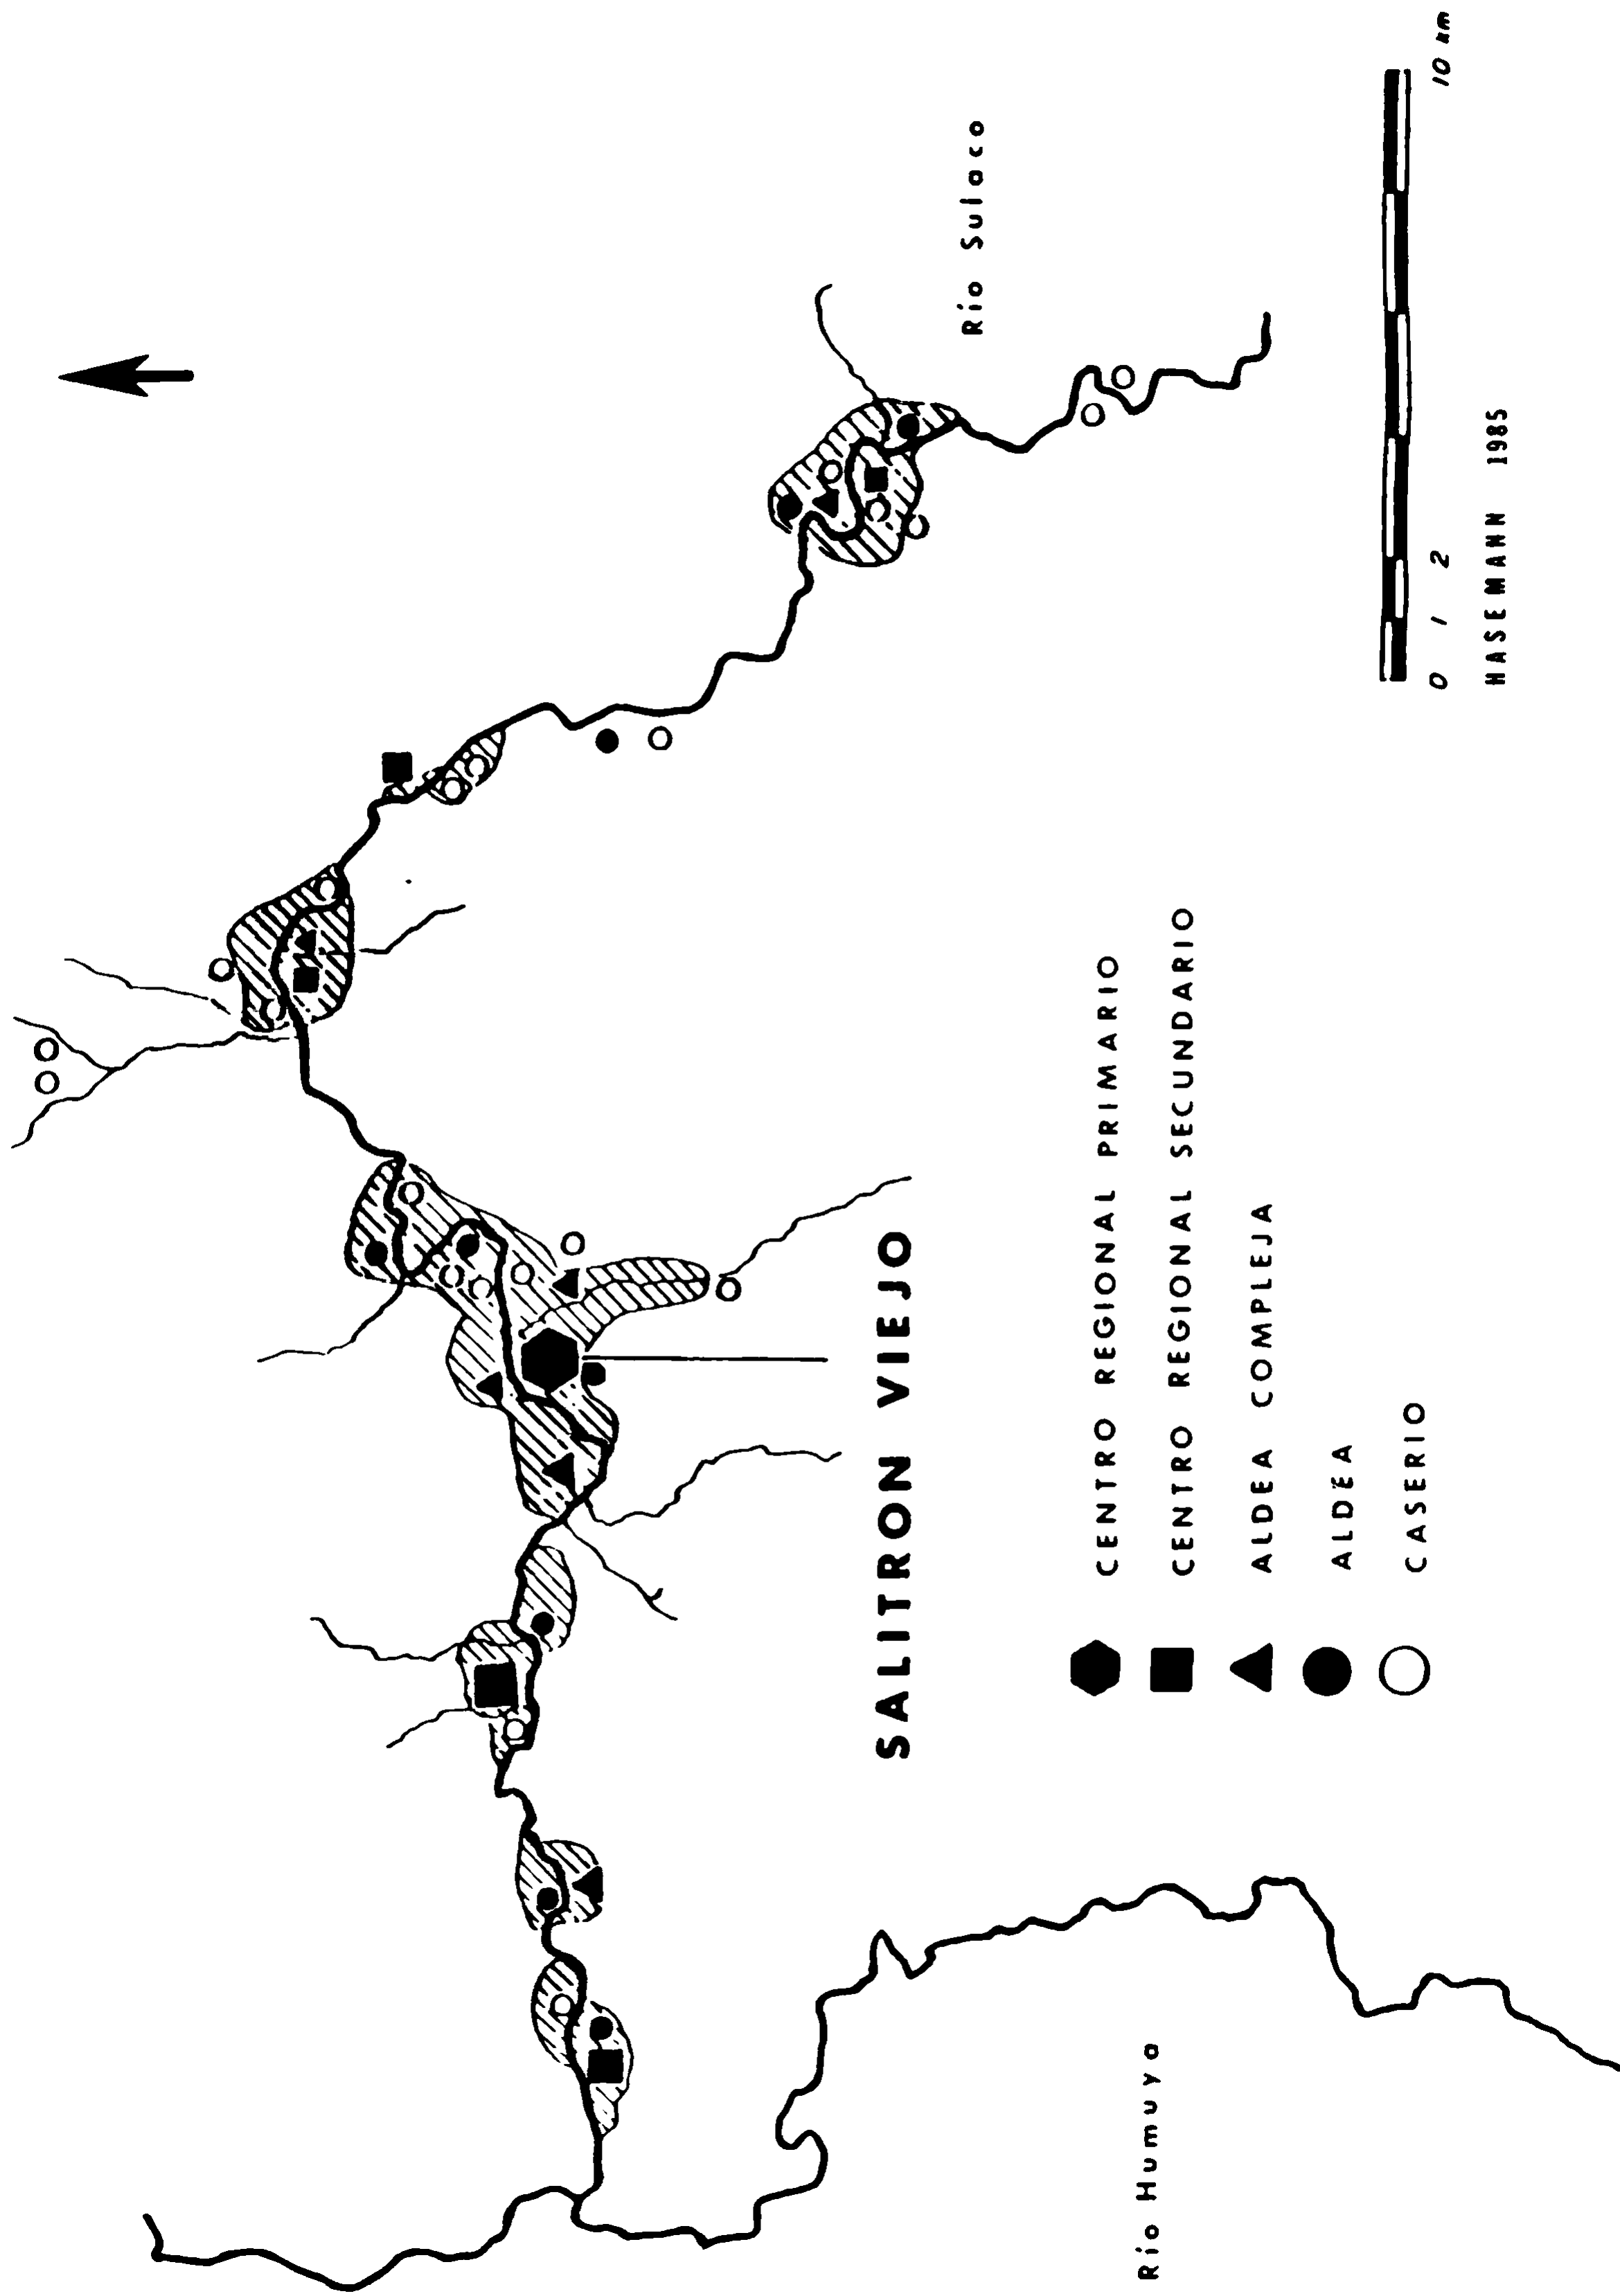 Río Sulaco
SALITRON VIEJO
Río Humuya
CENTRO REGIONAL PRIMARIO
CENTRO REGIONAL SECUNDARIO
ALDEA COMPLEJA
ALDEA
CASERIO
0 1 2 10 km
HASEMANN 1985